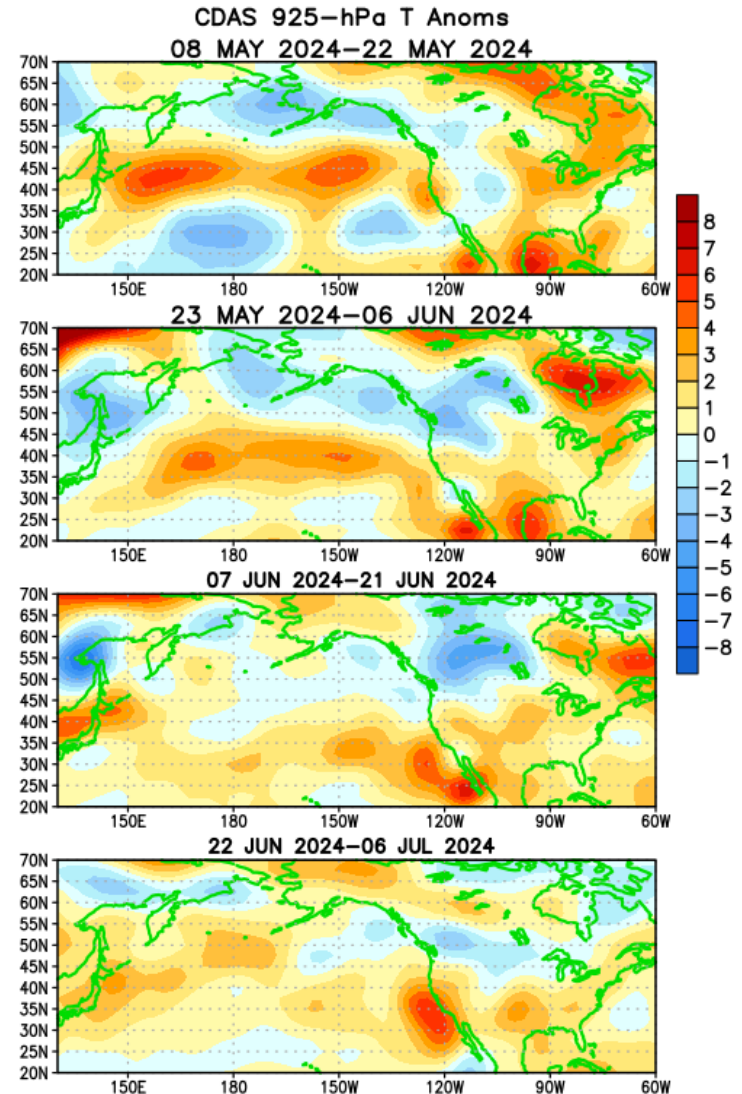 CDAS 925-hPa T Anoms
08 MAY 2024-22 MAY 2024
70N
65N
60N
55N
50N
45N
40N
35N
30N
25N
20N
150E 180 150W 120W 90W 60W
23 MAY 2024-06 JUN 2024
70N
65N
60N
55N
50N
45N
40N
35N
30N
25N
20N
150E 180 150W 120W 90W 60W
07 JUN 2024-21 JUN 2024
70N
65N
60N
55N
50N
45N
40N
35N
30N
25N
20N
150E 180 150W 120W 90W 60W
22 JUN 2024-06 JUL 2024
70N
65N
60N
55N
50N
45N
40N
35N
30N
25N
20N
150E 180 150W 120W 90W 60W
8
7
6
5
4
3
2
1
0
-1
-2
-3
-4
-5
-6
-7
-8